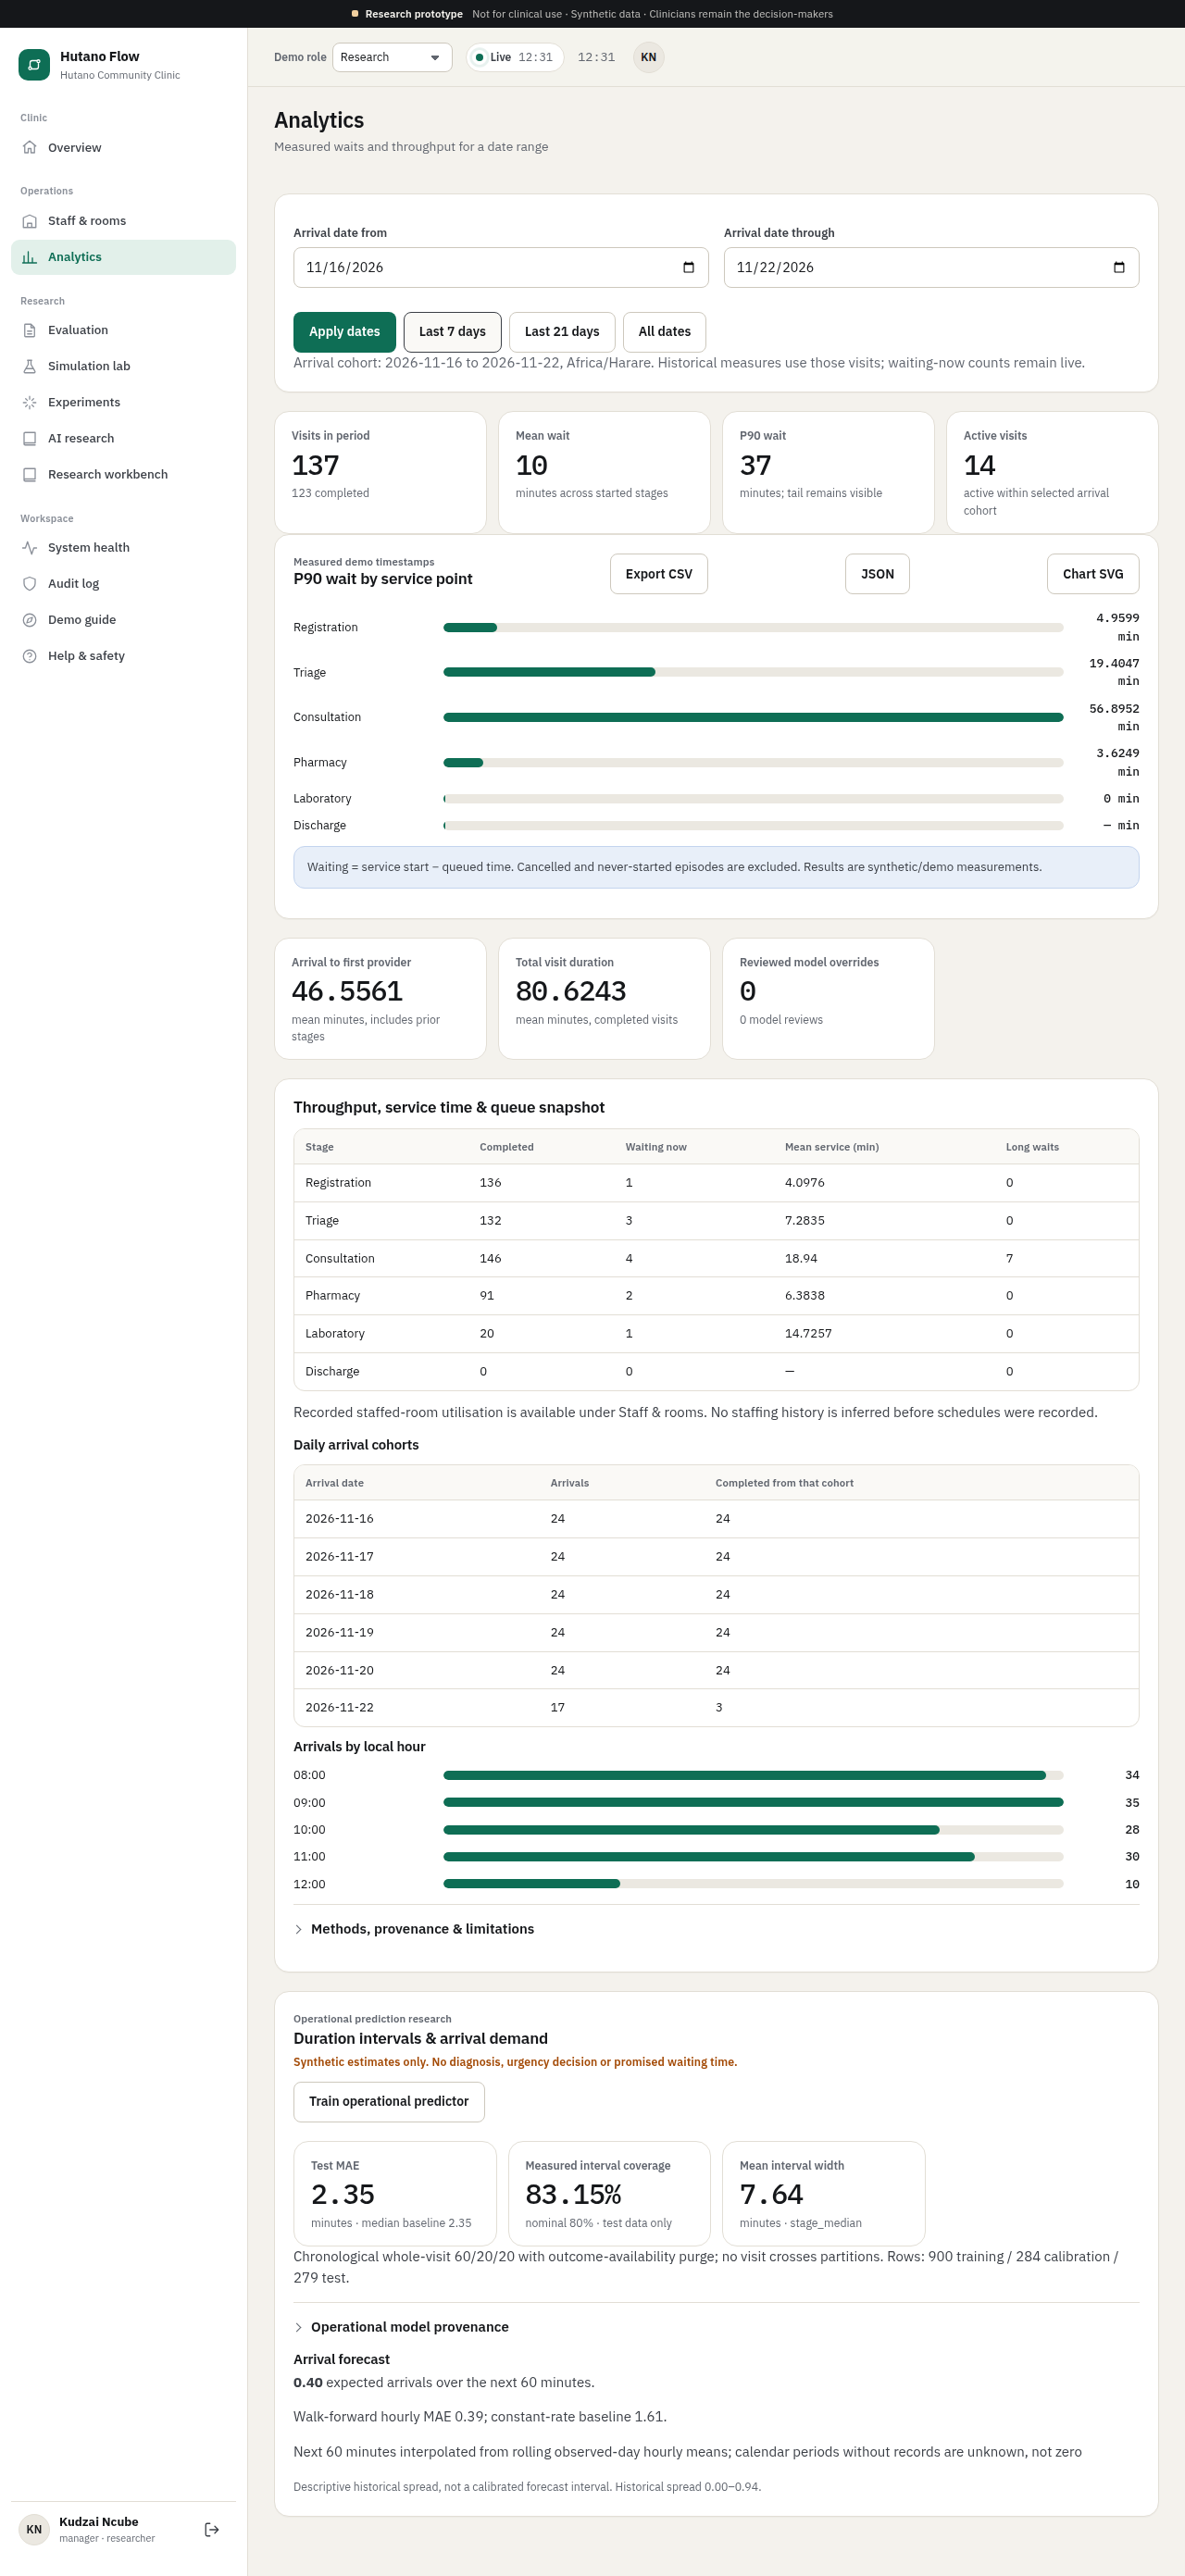 Research prototype Not for clinical use · Synthetic data · Clinicians remain the decision-makers
Hutano Flow
Hutano Community Clinic
Clinic
Overview
Operations
Staff & rooms
Analytics
Research
Evaluation
Simulation lab
Experiments
AI research
Research workbench
Workspace
System health
Audit log
Demo guide
Help & safety
KN
Kudzai Ncube
manager · researcher
Demo role Research Live 12:31 12:31 KN
Analytics
Measured waits and throughput for a date range
Arrival date from Arrival date through
11/16/2026 11/22/2026
Apply dates Last 7 days Last 21 days All dates
Arrival cohort: 2026-11-16 to 2026-11-22, Africa/Harare. Historical measures use those visits; waiting-now counts remain live.
Visits in period
137
123 completed
Mean wait
10
minutes across started stages
P90 wait
37
minutes; tail remains visible
Active visits
14
active within selected arrival
cohort
Measured demo timestamps
P90 wait by service point
Export CSV JSON Chart SVG
Registration 4.9599
min
Triage 19.4047
min
Consultation 56.8952
min
Pharmacy 3.6249
min
Laboratory 0 min
Discharge — min
Waiting = service start − queued time. Cancelled and never-started episodes are excluded. Results are synthetic/demo measurements.
Arrival to first provider
46.5561
mean minutes, includes prior
stages
Total visit duration
80.6243
mean minutes, completed visits
Reviewed model overrides
0
0 model reviews
Throughput, service time & queue snapshot
Stage Completed Waiting now Mean service (min) Long waits
Registration 136 1 4.0976 0
Triage 132 3 7.2835 0
Consultation 146 4 18.94 7
Pharmacy 91 2 6.3838 0
Laboratory 20 1 14.7257 0
Discharge 0 0 — 0
Recorded staffed-room utilisation is available under Staff & rooms. No staffing history is inferred before schedules were recorded.
Daily arrival cohorts
Arrival date Arrivals Completed from that cohort
2026-11-16 24 24
2026-11-17 24 24
2026-11-18 24 24
2026-11-19 24 24
2026-11-20 24 24
2026-11-22 17 3
Arrivals by local hour
08:00 34
09:00 35
10:00 28
11:00 30
12:00 10
Methods, provenance & limitations
Operational prediction research
Duration intervals & arrival demand
Synthetic estimates only. No diagnosis, urgency decision or promised waiting time.
Train operational predictor
Test MAE
2.35
minutes · median baseline 2.35
Measured interval coverage
83.15%
nominal 80% · test data only
Mean interval width
7.64
minutes · stage_median
Chronological whole-visit 60/20/20 with outcome-availability purge; no visit crosses partitions. Rows: 900 training / 284 calibration /
279 test.
Operational model provenance
Arrival forecast
0.40 expected arrivals over the next 60 minutes.
Walk-forward hourly MAE 0.39; constant-rate baseline 1.61.
Next 60 minutes interpolated from rolling observed-day hourly means; calendar periods without records are unknown, not zero
Descriptive historical spread, not a calibrated forecast interval. Historical spread 0.00–0.94.